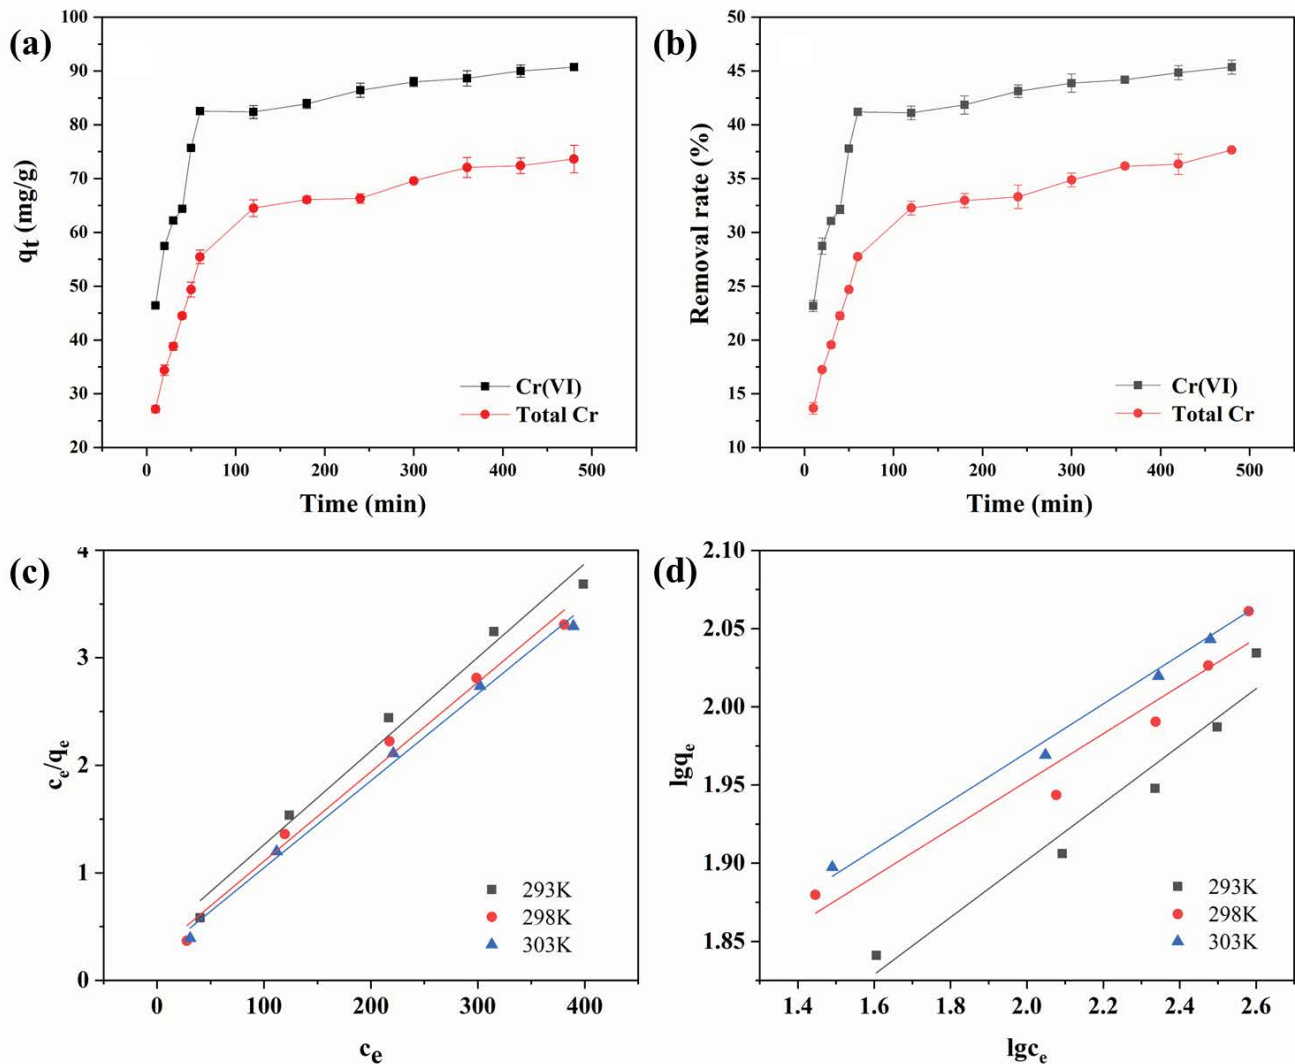 (a)
100
90
80
70
60
50
40
30
20
qt (mg/g)
Cr(VI)
Total Cr
0 100 200 300 400 500
Time (min)
(b)
50
45
40
35
30
25
20
15
10
Removal rate (%)
Cr(VI)
Total Cr
0 100 200 300 400 500
Time (min)
(c)
4
3
2
1
0
ce/qe
293K
298K
303K
0 100 200 300 400
ce
(d)
2.10
2.05
2.00
1.95
1.90
1.85
lgqe
293K
298K
303K
1.4 1.6 1.8 2.0 2.2 2.4 2.6
lgce